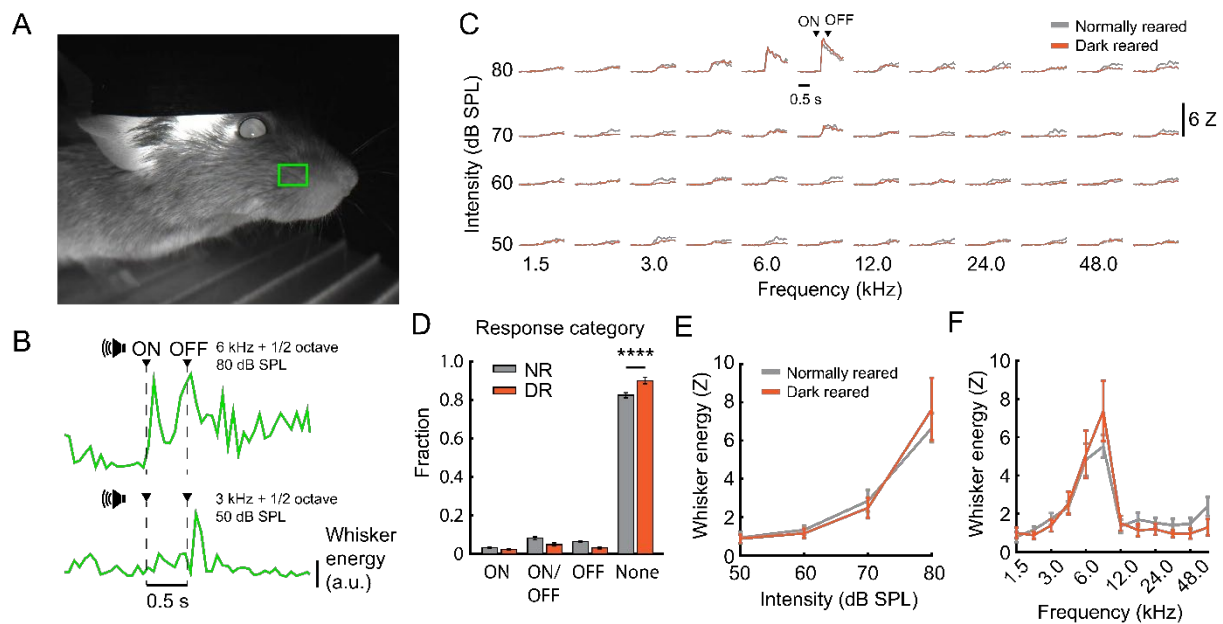 A
B
ON OFF
6 kHz + 1/2 octave
80 dB SPL
3 kHz + 1/2 octave
50 dB SPL
Whisker
energy
(a.u.)
0.5 s
C
ON OFF
Normally reared
Dark reared
80
70
60
50
0.5 s
6 Z
Intensity (dB SPL)
1.5 3.0 6.0 12.0 24.0 48.0
Frequency (kHz)
D
Response category
****
NR
DR
1.0
0.8
0.6
0.4
0.2
0
Fraction
ON ON/ OFF None
OFF
E
Normally reared
Dark reared
10
8
6
4
2
0
Whisker energy (Z)
50 60 70 80
Intensity (dB SPL)
F
10
8
6
4
2
0
Whisker energy (Z)
1.5 3.0 6.0 12.0 24.0 48.0
Frequency (kHz)